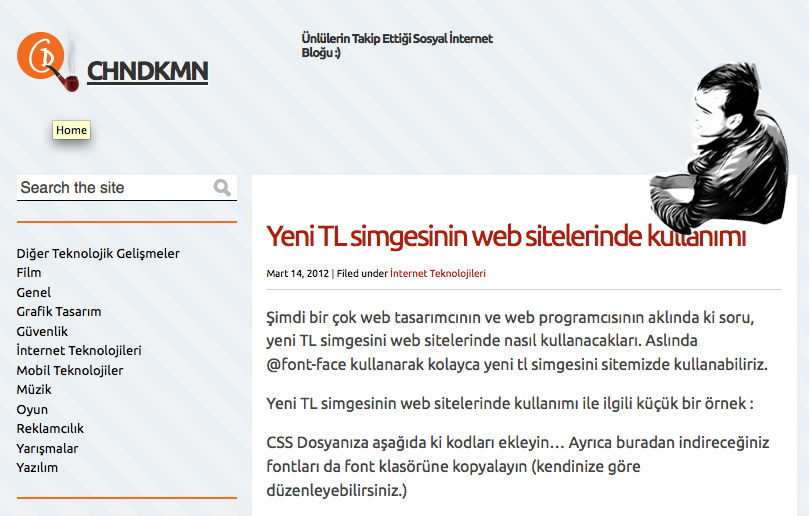 CHNDKMN
Ünlülerin Takip Ettiği Sosyal İnternet
Bloğu :)
Home
Search the site
Diğer Teknolojik Gelişmeler
Film
Genel
Grafik Tasarım
Güvenlik
İnternet Teknolojileri
Mobil Teknolojiler
Müzik
Oyun
Reklamcılık
Yarışmalar
Yazılım
Yeni TL simgesinin web sitelerinde kullanımı
Mart 14, 2012 | Filed under İnternet Teknolojileri
Şimdi bir çok web tasarımcının ve web programcısının aklında ki soru,
yeni TL simgesini web sitelerinde nasıl kullanacakları. Aslında
@font-face kullanarak kolayca yeni tl simgesini sitemizde kullanabiliriz.
Yeni TL simgesinin web sitelerinde kullanımı ile ilgili küçük bir örnek :
CSS Dosyanıza aşağıda ki kodları ekleyin... Ayrıca buradan indireceğiniz
fontları da font klasörüne kopyalayın (kendinize göre
düzenleyebilirsiniz.)